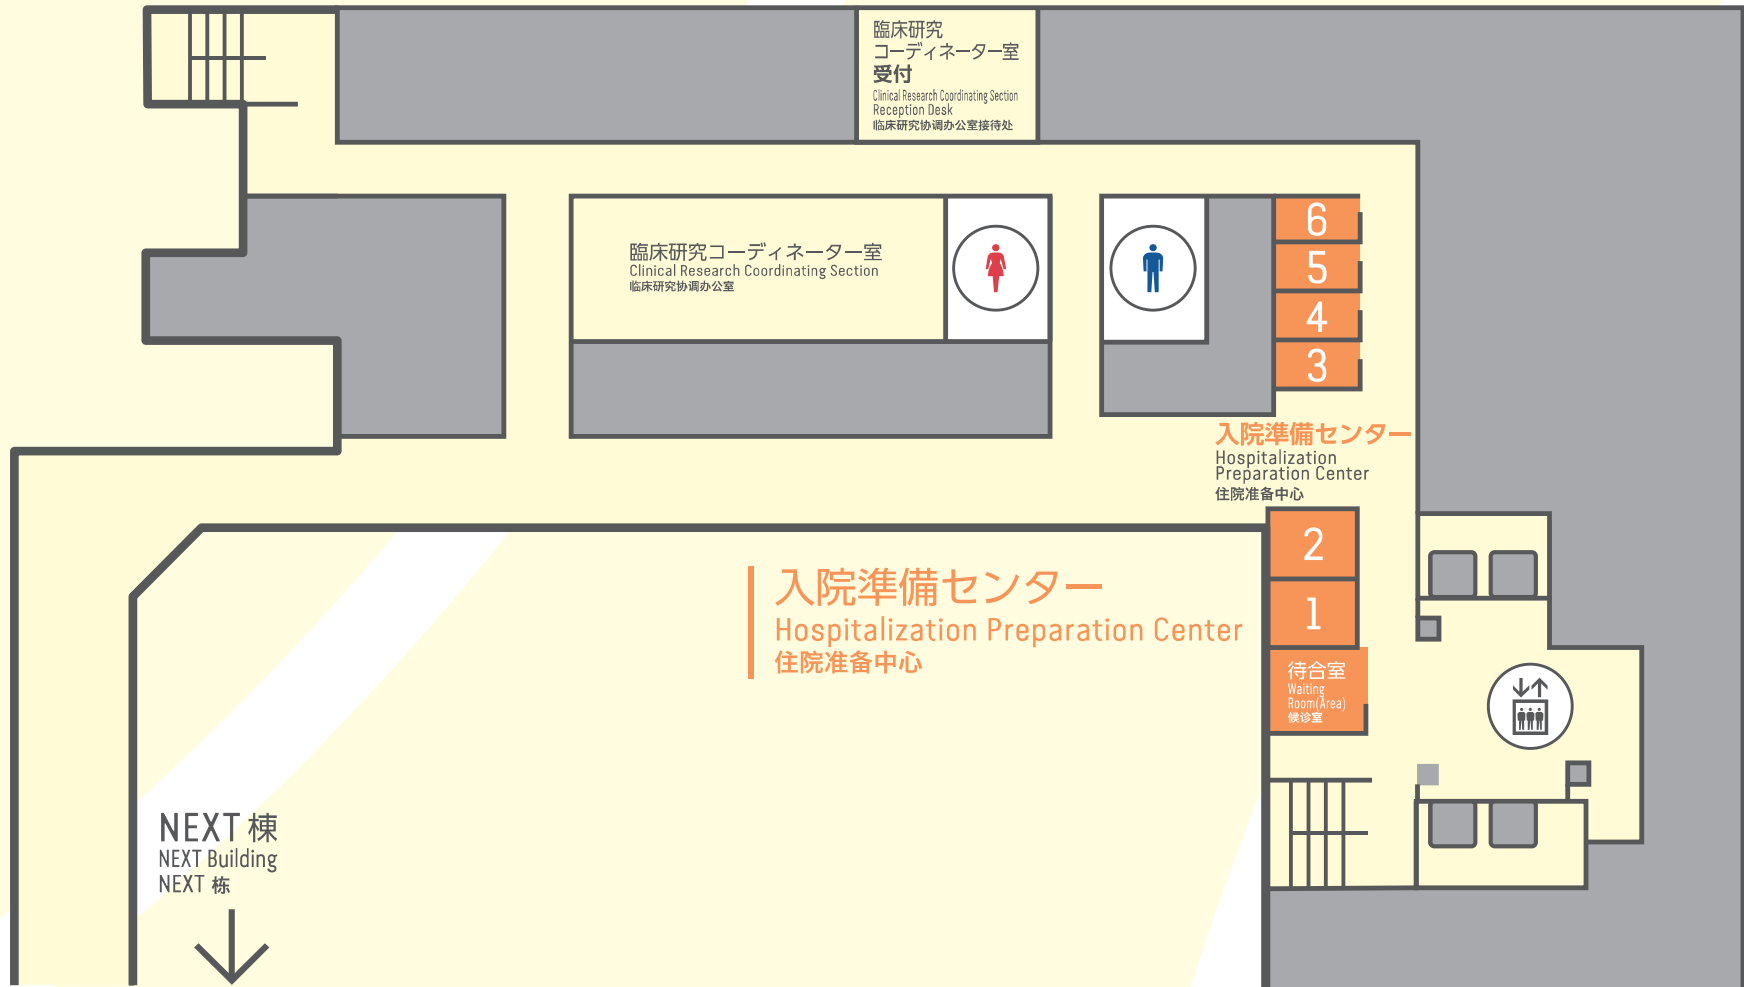 臨床研究
コーディネーター室
受付
Clinical Research Coordinating Section
Reception Desk
临床研究协调办公室接待处
臨床研究コーディネーター室
Clinical Research Coordinating Section
临床研究协调办公室
6
5
4
3
入院準備センター
Hospitalization
Preparation Center
住院准备中心
2
1
待合室
Waiting
Room(Area)
候诊室
入院準備センター
Hospitalization Preparation Center
住院准备中心
NEXT 棟
NEXT Building
NEXT 栋